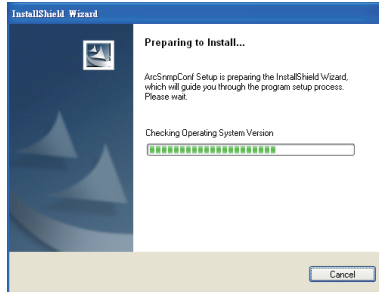 InstallShield Wizard
Preparing to Install...
ArcSnmpConf Setup is preparing the InstallShield Wizard,
which will guide you through the program setup process.
Please wait.
Checking Operating System Version
Cancel